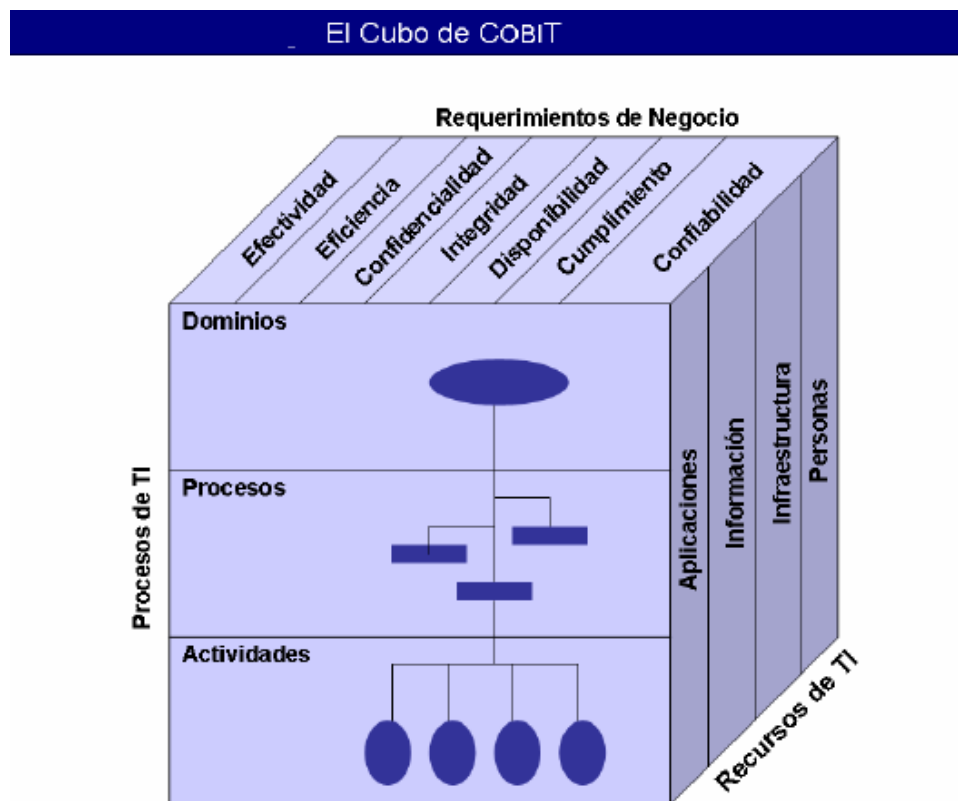 El Cubo de COBIT
Requerimientos de Negocio
Efectividad
Eficiencia
Confidencialidad
Integridad
Disponibilidad
Cumplimiento
Confiabilidad
Dominios
Procesos
Actividades
Procesos de TI
Aplicaciones
Información
Infraestructura
Personas
Recursos de TI